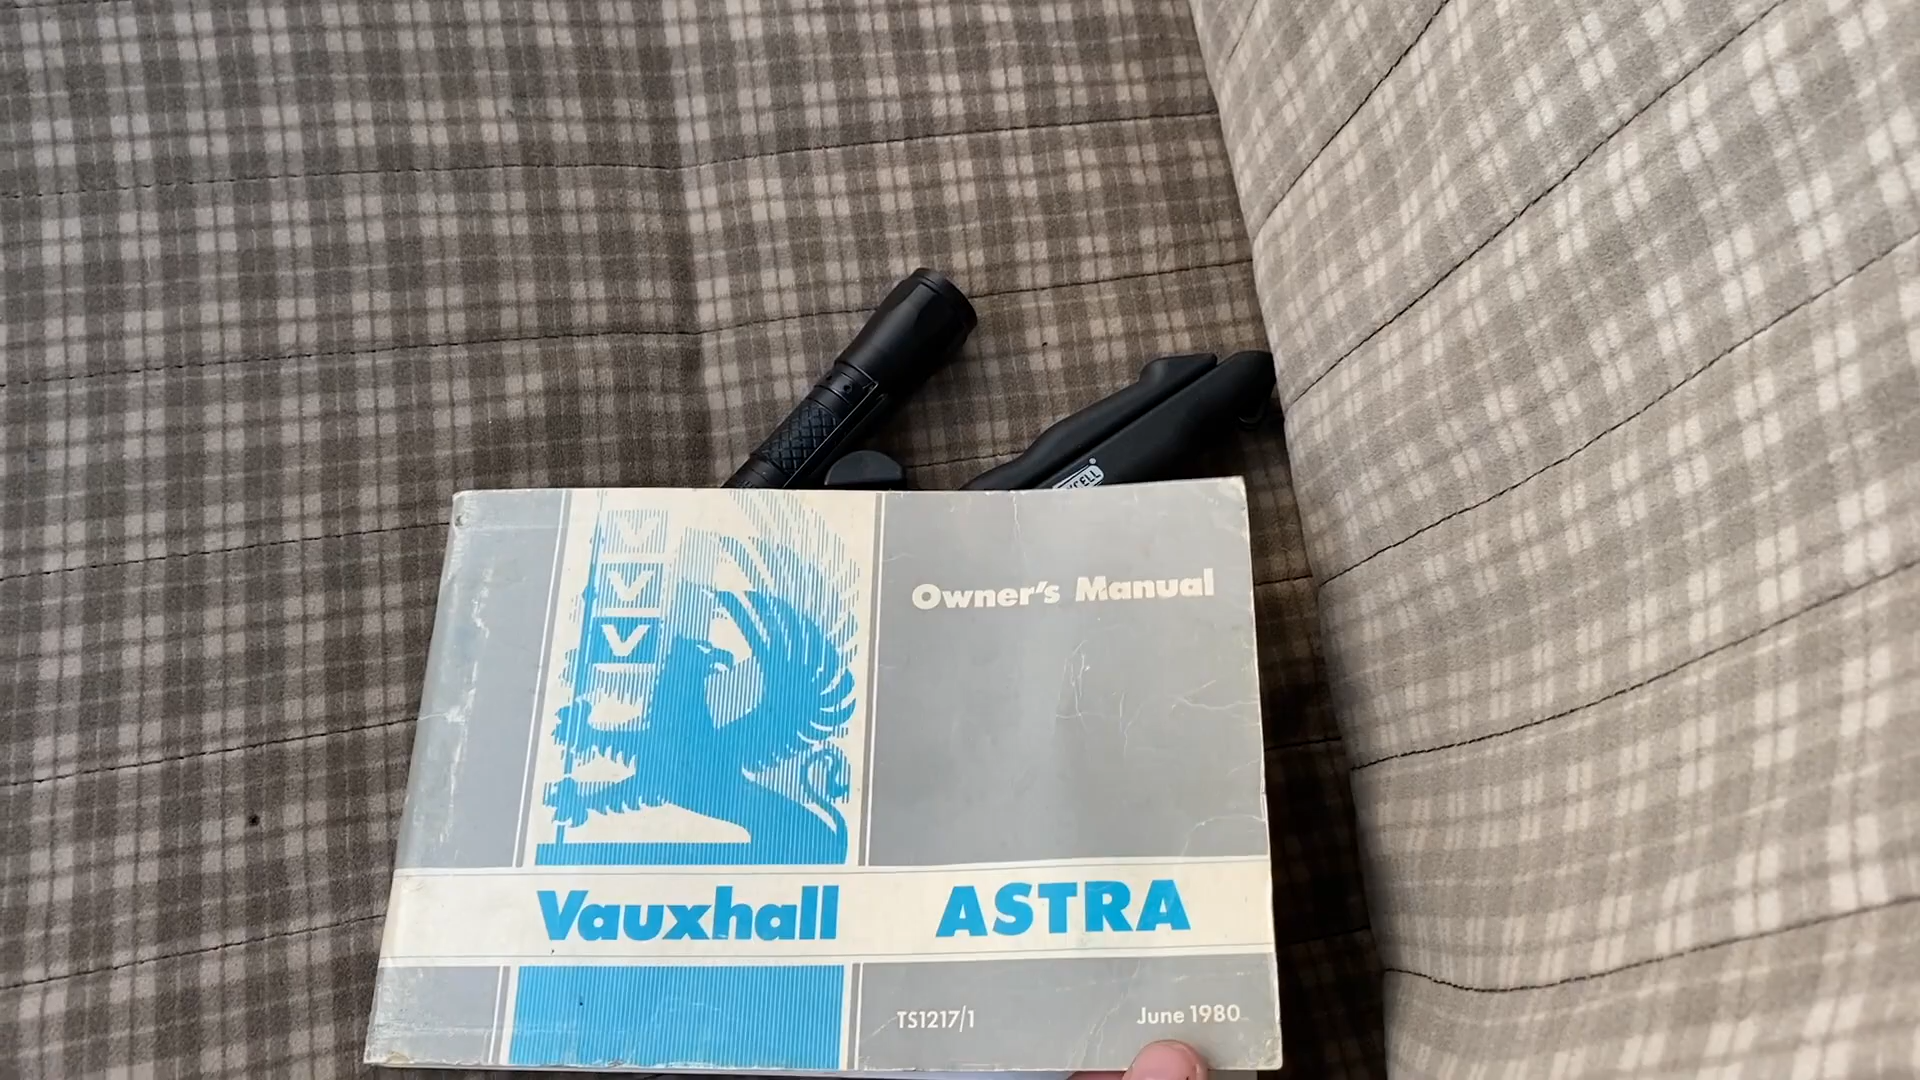 V
V
V
Owner's Manual
Vauxhall ASTRA
TS1217/1 June 1980